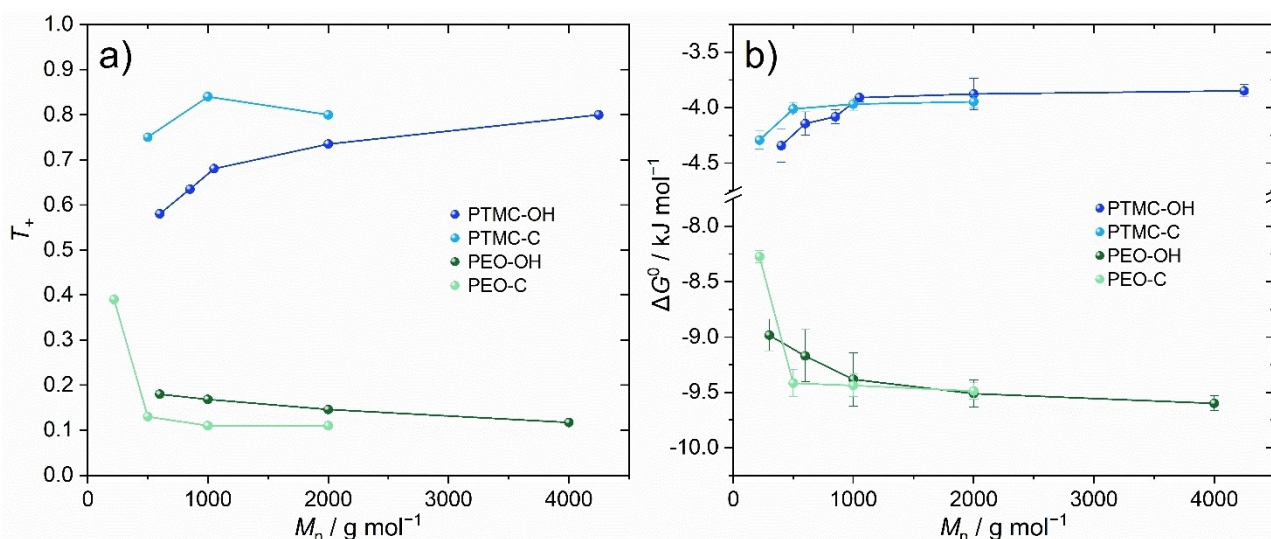 a)
1.0
0.9
0.8
0.7
0.6
0.5
0.4
0.3
0.2
0.1
0.0
T₊
PTMC-OH
PTMC-C
PEO-OH
PEO-C
0
1000
2000
3000
4000
Mₙ / g mol⁻¹
b)
-3.5
-4.0
-4.5
-8.0
-8.5
-9.0
-9.5
-10.0
ΔG⁰ / kJ mol⁻¹
PTMC-OH
PTMC-C
PEO-OH
PEO-C
0
1000
2000
3000
4000
Mₙ / g mol⁻¹